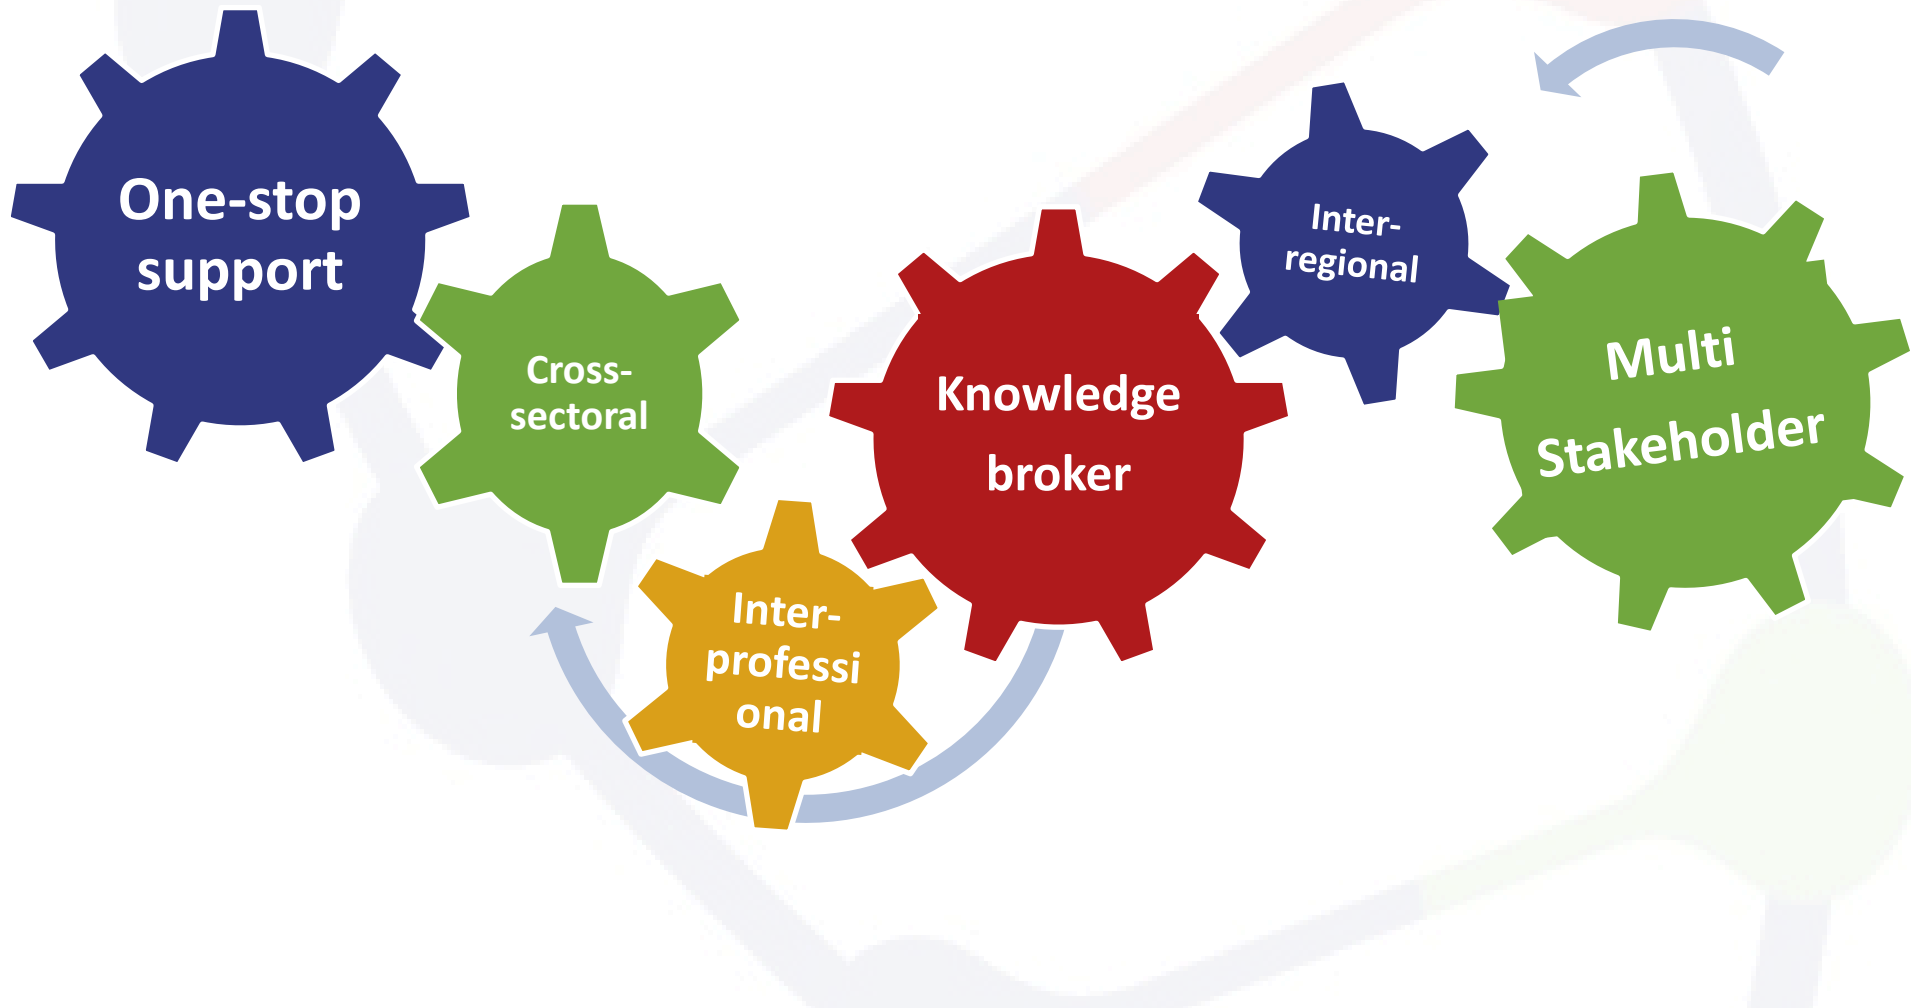 One-stop
support
Cross-
sectoral
Inter-
professi
onal
Knowledge
broker
Inter-
regional
Multi
Stakeholder